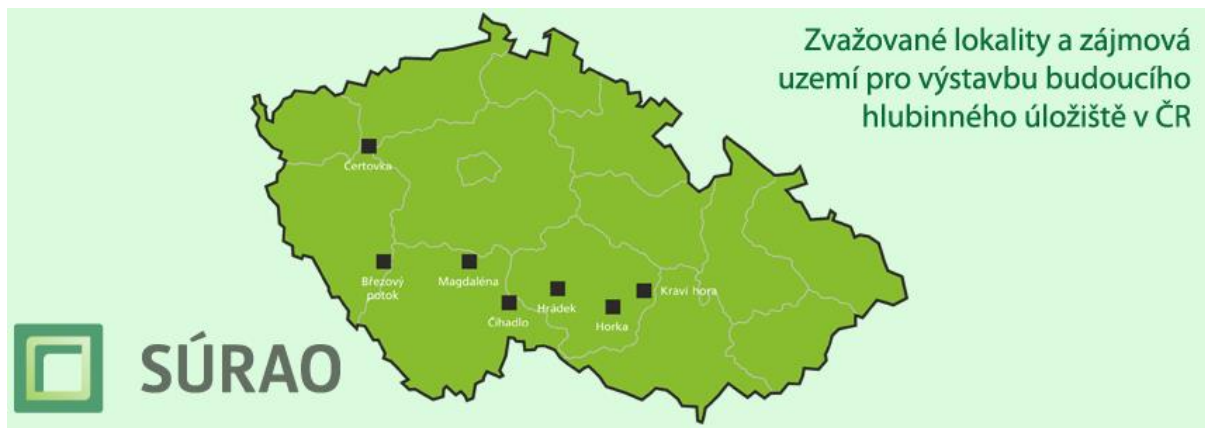 Zvažované lokality a zájmová
uzemí pro výstavbu budoucího
hlubinného úložiště v ČR
Čertovka
Březový
potok
Magdaléna
Čihadlo
Hrádek
Horka
Kraví hora
SÚRAO